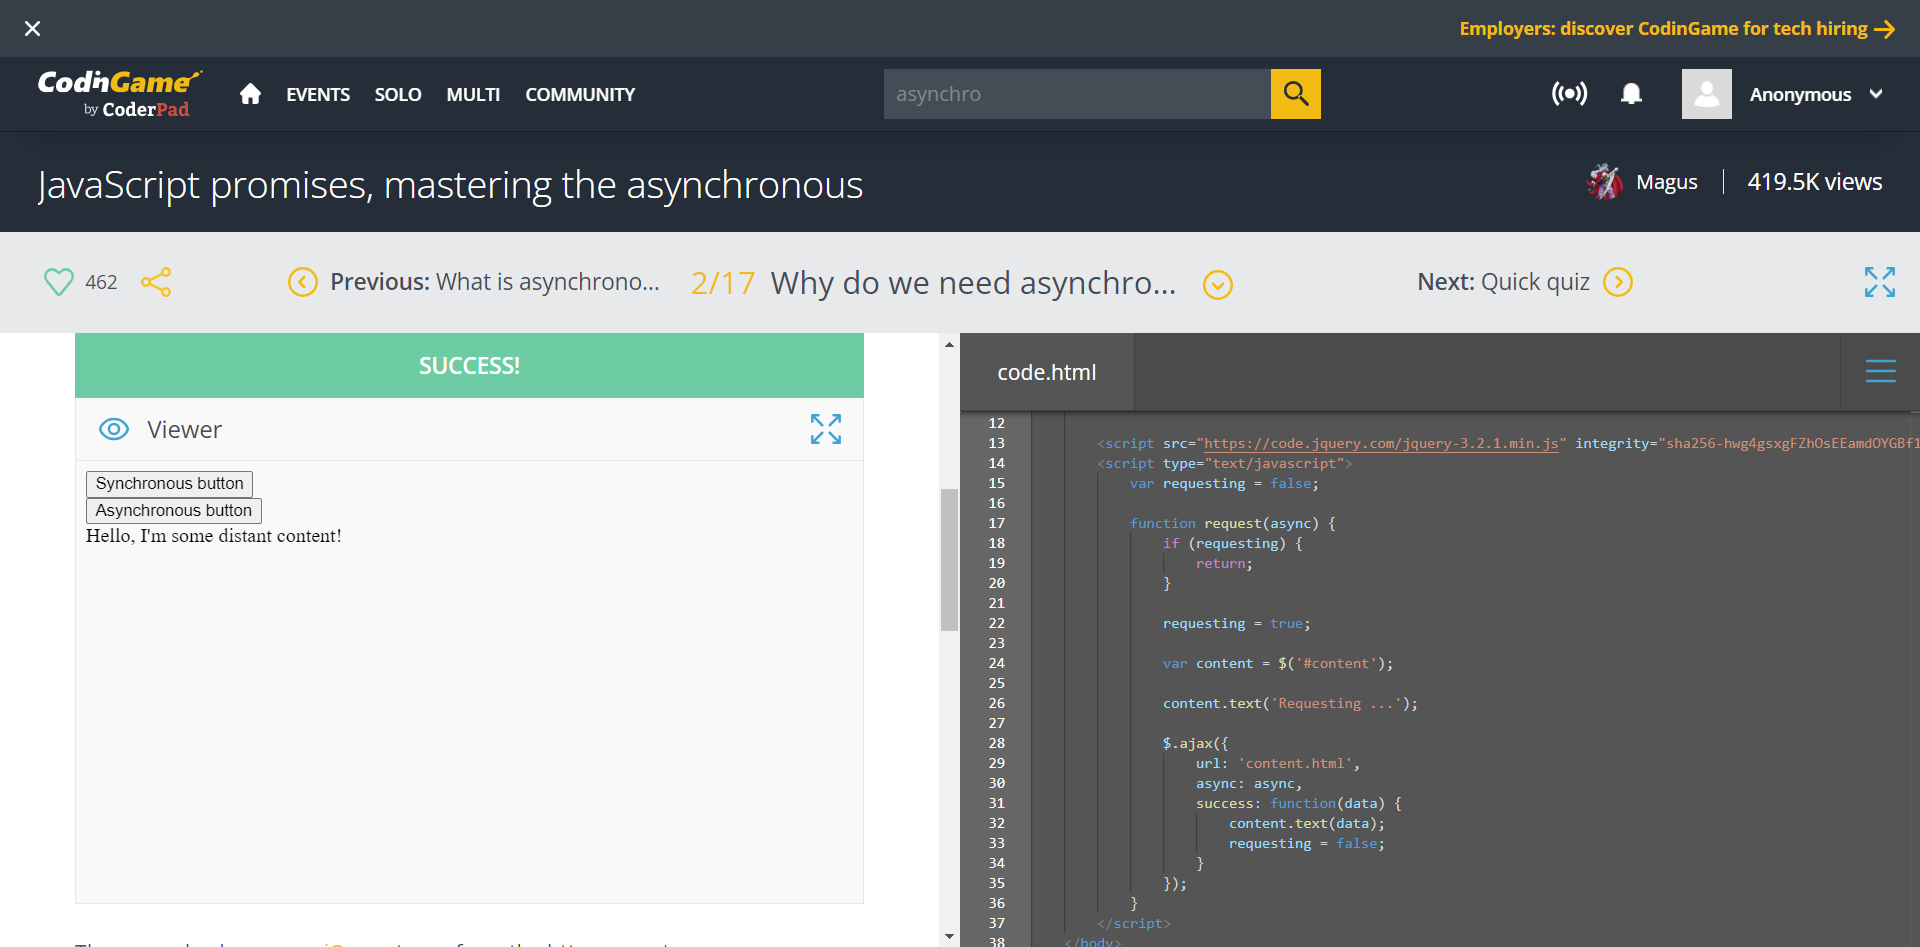 Employers: discover CodinGame for tech hiring
CodinGame
by CoderPad
EVENTS SOLO MULTI COMMUNITY
asynchro
Anonymous
JavaScript promises, mastering the asynchronous
Magus
419.5K views
462
Previous: What is asynchrono...
2/17 Why do we need asynchro...
Next: Quick quiz
SUCCESS!
Viewer
Synchronous button
Asynchronous button
Hello, I'm some distant content!
code.html
12
13 <script src="https://code.jquery.com/jquery-3.2.1.min.js" integrity="sha256-hwg4gsxgFZhOsEEamdOYGBf1
14 <script type="text/javascript">
15 var requesting = false;
16
17 function request(async) {
18 if (requesting) {
19 return;
20 }
21
22 requesting = true;
23
24 var content = $('#content');
25
26 content.text('Requesting ...');
27
28 $.ajax({
29 url: 'content.html',
30 async: async,
31 success: function(data) {
32 content.text(data);
33 requesting = false;
34 }
35 });
36 }
37 </script>
38 </body>